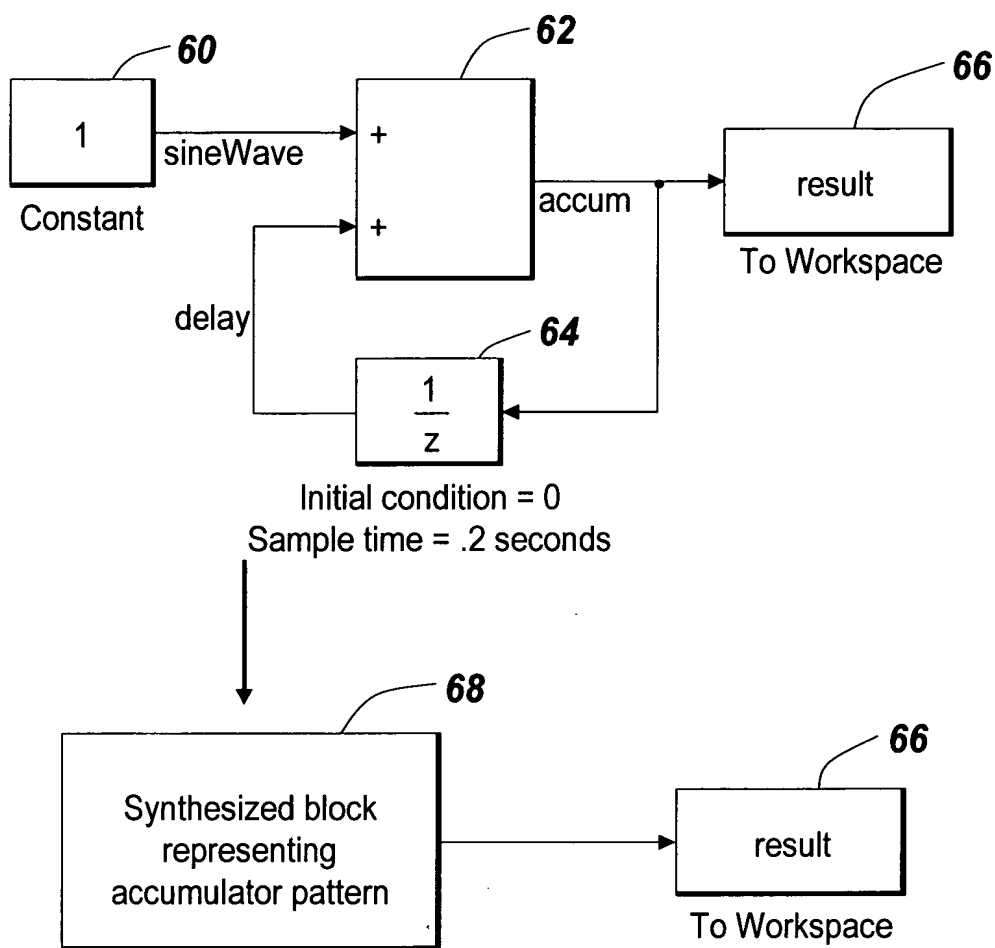 60
62
66
1
+
sineWave
result
Constant
+
accum
To Workspace
delay
64
1
z
Initial condition = 0
Sample time = .2 seconds
68
66
Synthesized block
representing
accumulator pattern
result
To Workspace